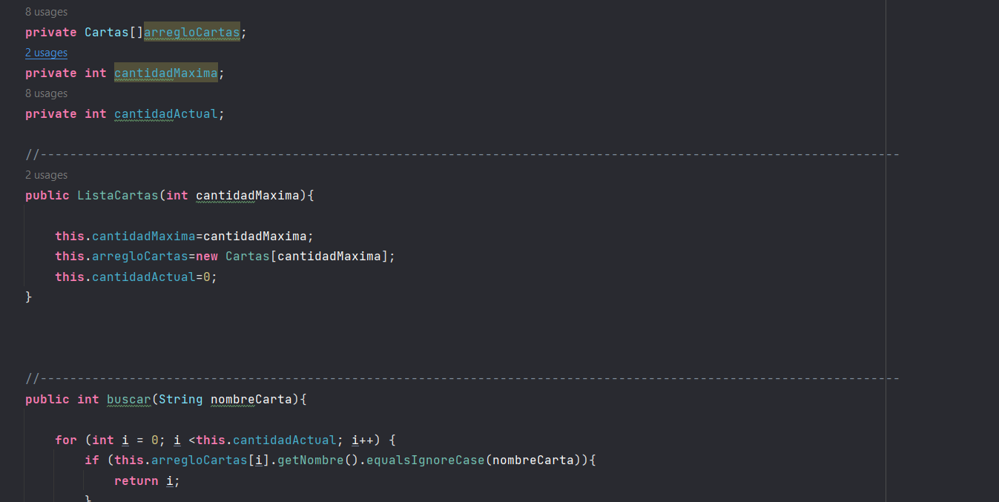 8 usages
private Cartas[]arregloCartas;
2 usages
private int cantidadMaxima;
8 usages
private int cantidadActual;
//--------------------------------------------------------------------------------------------------------------------
2 usages
public ListaCartas(int cantidadMaxima){
this.cantidadMaxima=cantidadMaxima;
this.arregloCartas=new Cartas[cantidadMaxima];
this.cantidadActual=0;
}
//--------------------------------------------------------------------------------------------------------------------
public int buscar(String nombreCarta){
for (int i = 0; i <this.cantidadActual; i++) {
if (this.arregloCartas[i].getNombre().equalsIgnoreCase(nombreCarta)){
return i;
}